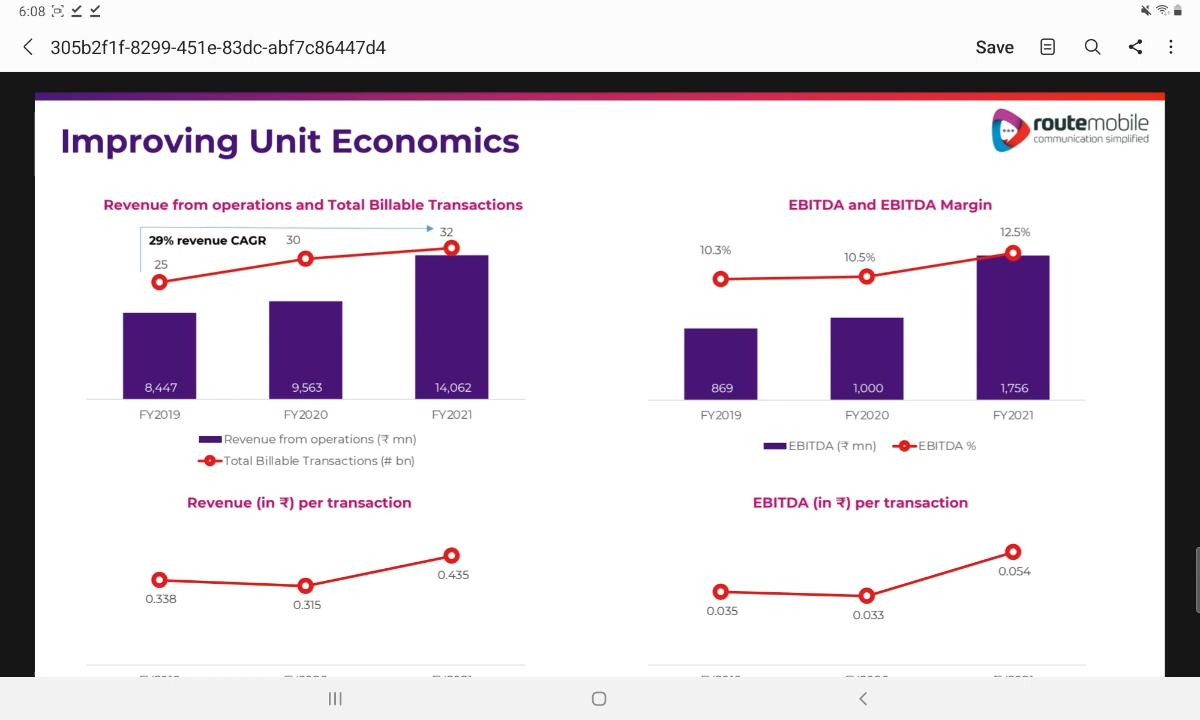 6:08
305b2f1f-8299-451e-83dc-abf7c86447d4
Save
Improving Unit Economics
routemobile
communication simplified
Revenue from operations and Total Billable Transactions
29% revenue CAGR
25
30
32
8,447
9,563
14,062
FY2019
FY2020
FY2021
Revenue from operations (₹ mn)
Total Billable Transactions (# bn)
EBITDA and EBITDA Margin
10.3%
10.5%
12.5%
869
1,000
1,756
FY2019
FY2020
FY2021
EBITDA (₹ mn)
EBITDA %
Revenue (in ₹) per transaction
0.338
0.315
0.435
EBITDA (in ₹) per transaction
0.035
0.033
0.054